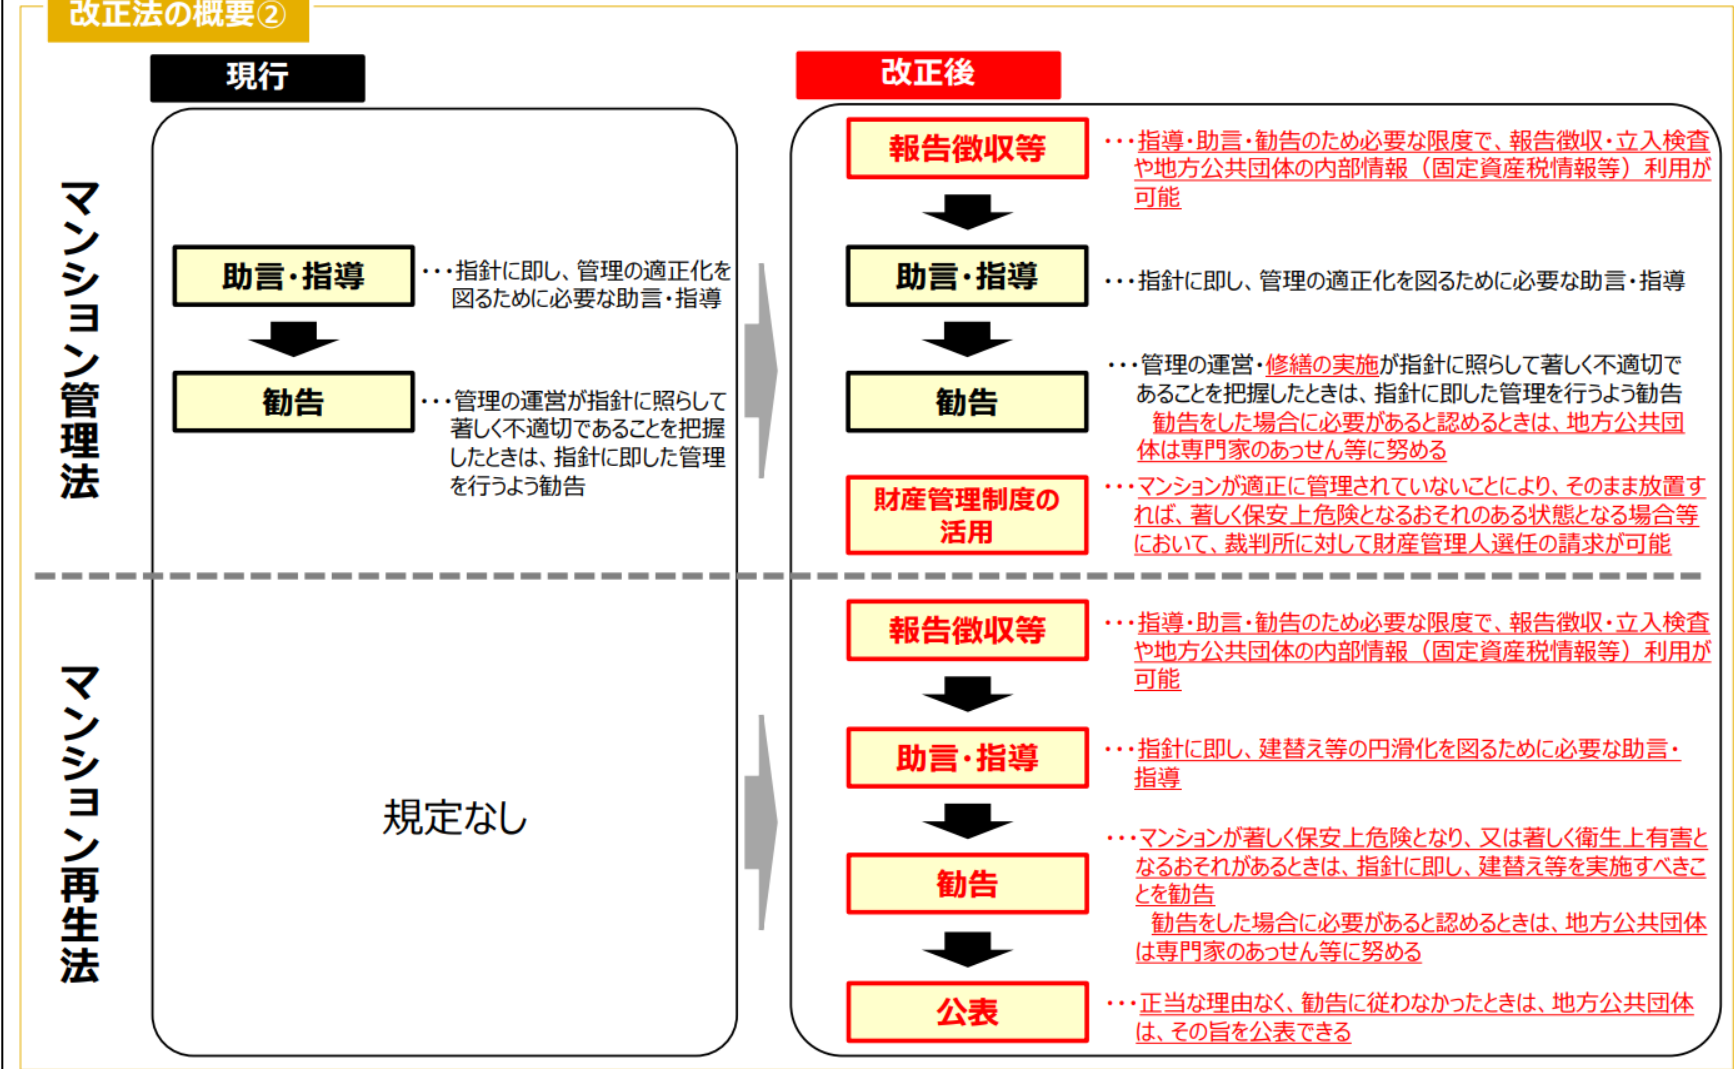 改正法の概要②
現行
改正後
マンション管理法
助言・指導
・・・指針に即し、管理の適正化を
図るために必要な助言・指導
勧告
・・・管理の運営が指針に照らして
著しく不適切であることを把握
したときは、指針に即した管理
を行うよう勧告
報告徴収等
・・・指導・助言・勧告のため必要な限度で、報告徴収・立入検査
や地方公共団体の内部情報（固定資産税情報等）利用が
可能
助言・指導
・・・指針に即し、管理の適正化を図るために必要な助言・指導
勧告
・・・管理の運営・修繕の実施が指針に照らして著しく不適切で
あることを把握したときは、指針に即した管理を行うよう勧告
勧告をした場合に必要があると認めるときは、地方公共団
体は専門家のあっせん等に努める
財産管理制度の
活用
・・・マンションが適正に管理されていないことにより、そのまま放置す
れば、著しく保安上危険となるおそれのある状態となる場合等
において、裁判所に対して財産管理人選任の請求が可能
マンション再生法
規定なし
報告徴収等
・・・指導・助言・勧告のため必要な限度で、報告徴収・立入検査
や地方公共団体の内部情報（固定資産税情報等）利用が
可能
助言・指導
・・・指針に即し、建替え等の円滑化を図るために必要な助言・
指導
勧告
・・・マンションが著しく保安上危険となり、又は著しく衛生上有害と
なるおそれがあるときは、指針に即し、建替え等を実施すべきこ
とを勧告
勧告をした場合に必要があると認めるときは、地方公共団体
は専門家のあっせん等に努める
公表
・・・正当な理由なく、勧告に従わなかったときは、地方公共団体
は、その旨を公表できる